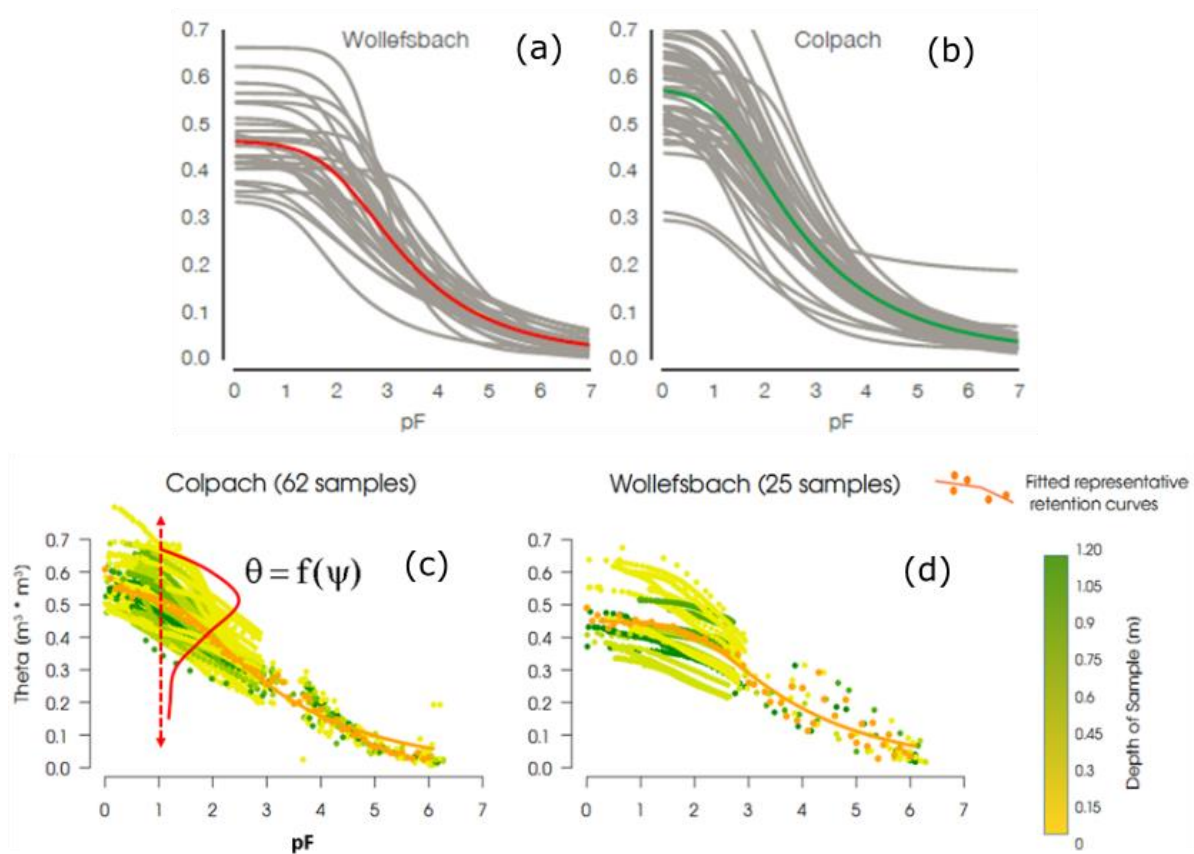 Wollefsbach (a)
0.7
0.6
0.5
0.4
0.3
0.2
0.1
0.0
0 1 2 3 4 5 6 7
pF
Colpach (b)
0.7
0.6
0.5
0.4
0.3
0.2
0.1
0.0
0 1 2 3 4 5 6 7
pF
Colpach (62 samples)
(c)
θ = f(ψ)
Theta (m³ * m³)
0.7
0.6
0.5
0.4
0.3
0.2
0.1
0.0
0 1 2 3 4 5 6 7
pF
Wollefsbach (25 samples)
(d)
0.7
0.6
0.5
0.4
0.3
0.2
0.1
0.0
0 1 2 3 4 5 6 7
Fitted representative
retention curves
1.20
1.05
0.90
0.75
0.60
0.45
0.3
0.15
0
Depth of Sample (m)